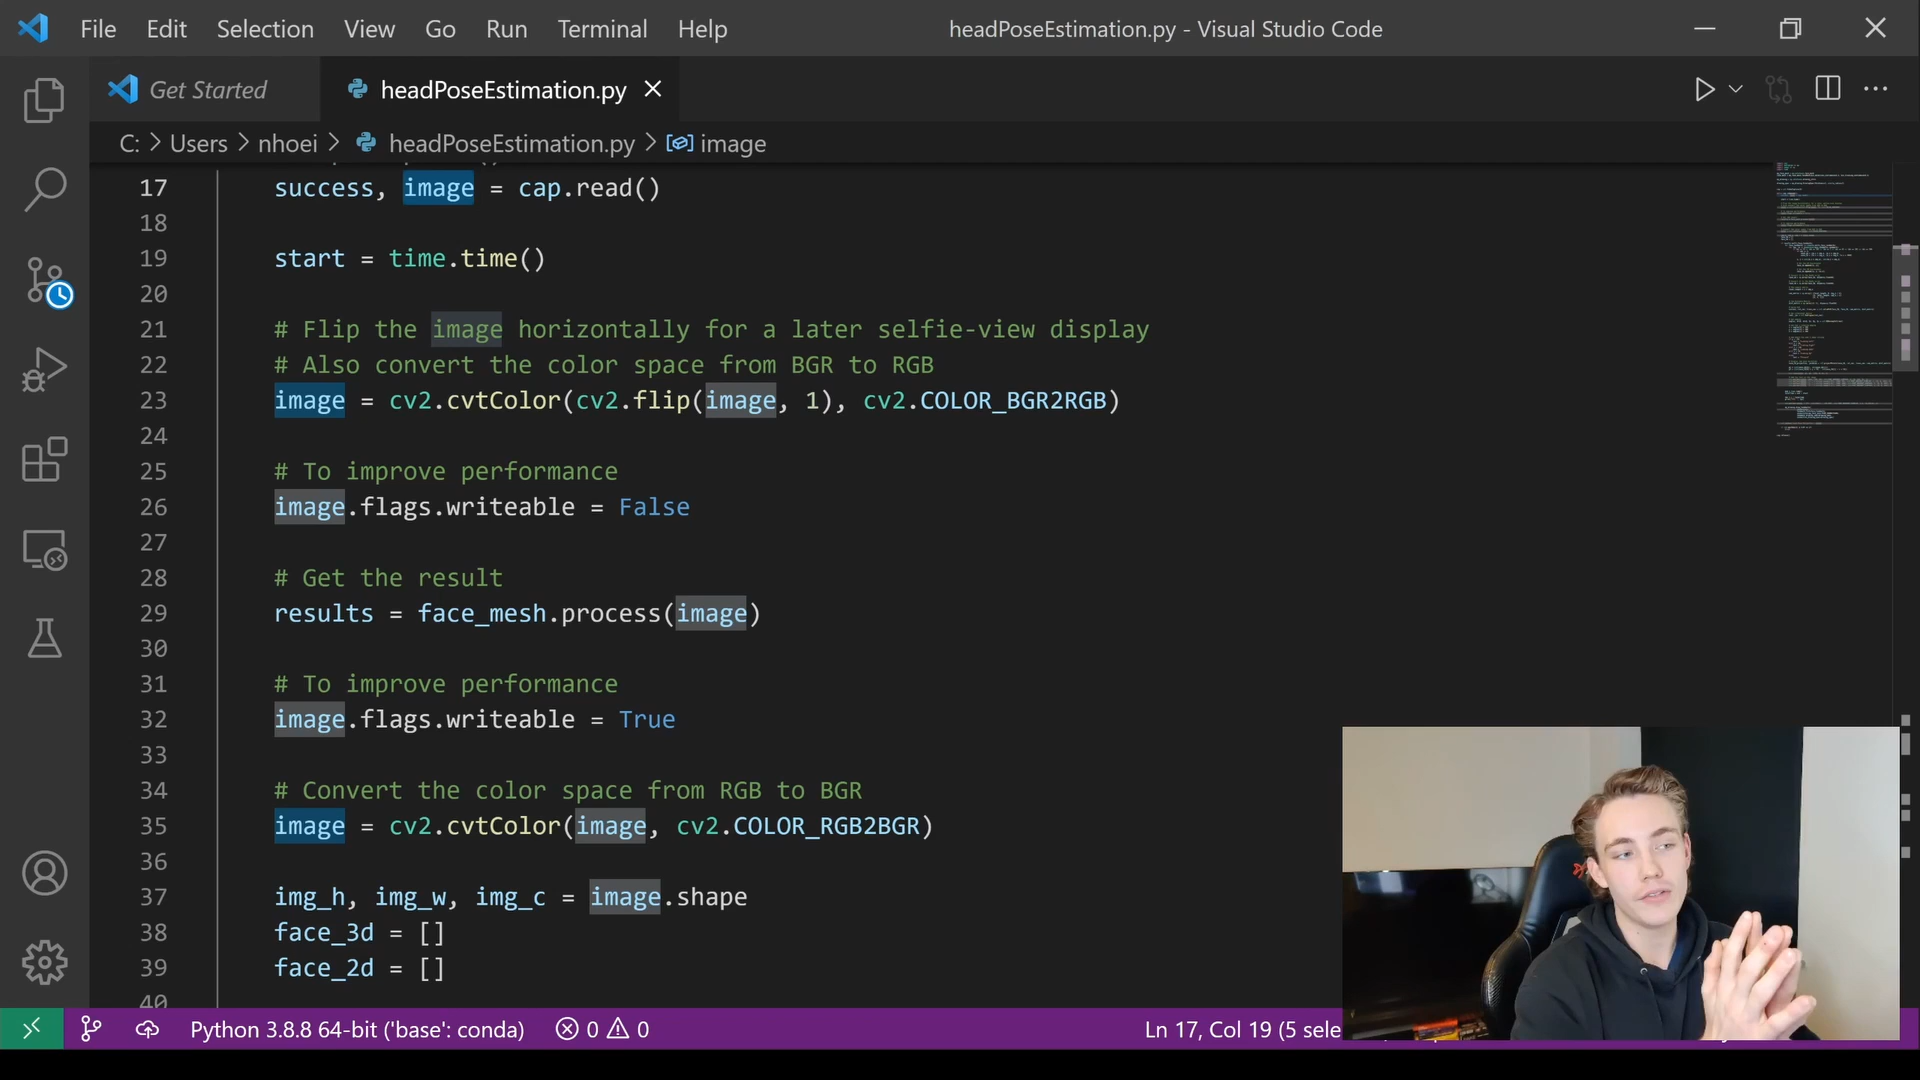 File Edit Selection View Go Run Terminal Help headPoseEstimation.py - Visual Studio Code
Get Started headPoseEstimation.py
C: > Users > nhoei > headPoseEstimation.py > image
17 success, image = cap.read()
18
19 start = time.time()
20
21 # Flip the image horizontally for a later selfie-view display
22 # Also convert the color space from BGR to RGB
23 image = cv2.cvtColor(cv2.flip(image, 1), cv2.COLOR_BGR2RGB)
24
25 # To improve performance
26 image.flags.writeable = False
27
28 # Get the result
29 results = face_mesh.process(image)
30
31 # To improve performance
32 image.flags.writeable = True
33
34 # Convert the color space from RGB to BGR
35 image = cv2.cvtColor(image, cv2.COLOR_RGB2BGR)
36
37 img_h, img_w, img_c = image.shape
38 face_3d = []
39 face_2d = []
40
Python 3.8.8 64-bit ('base': conda) 0 0 Ln 17, Col 19 (5 sele